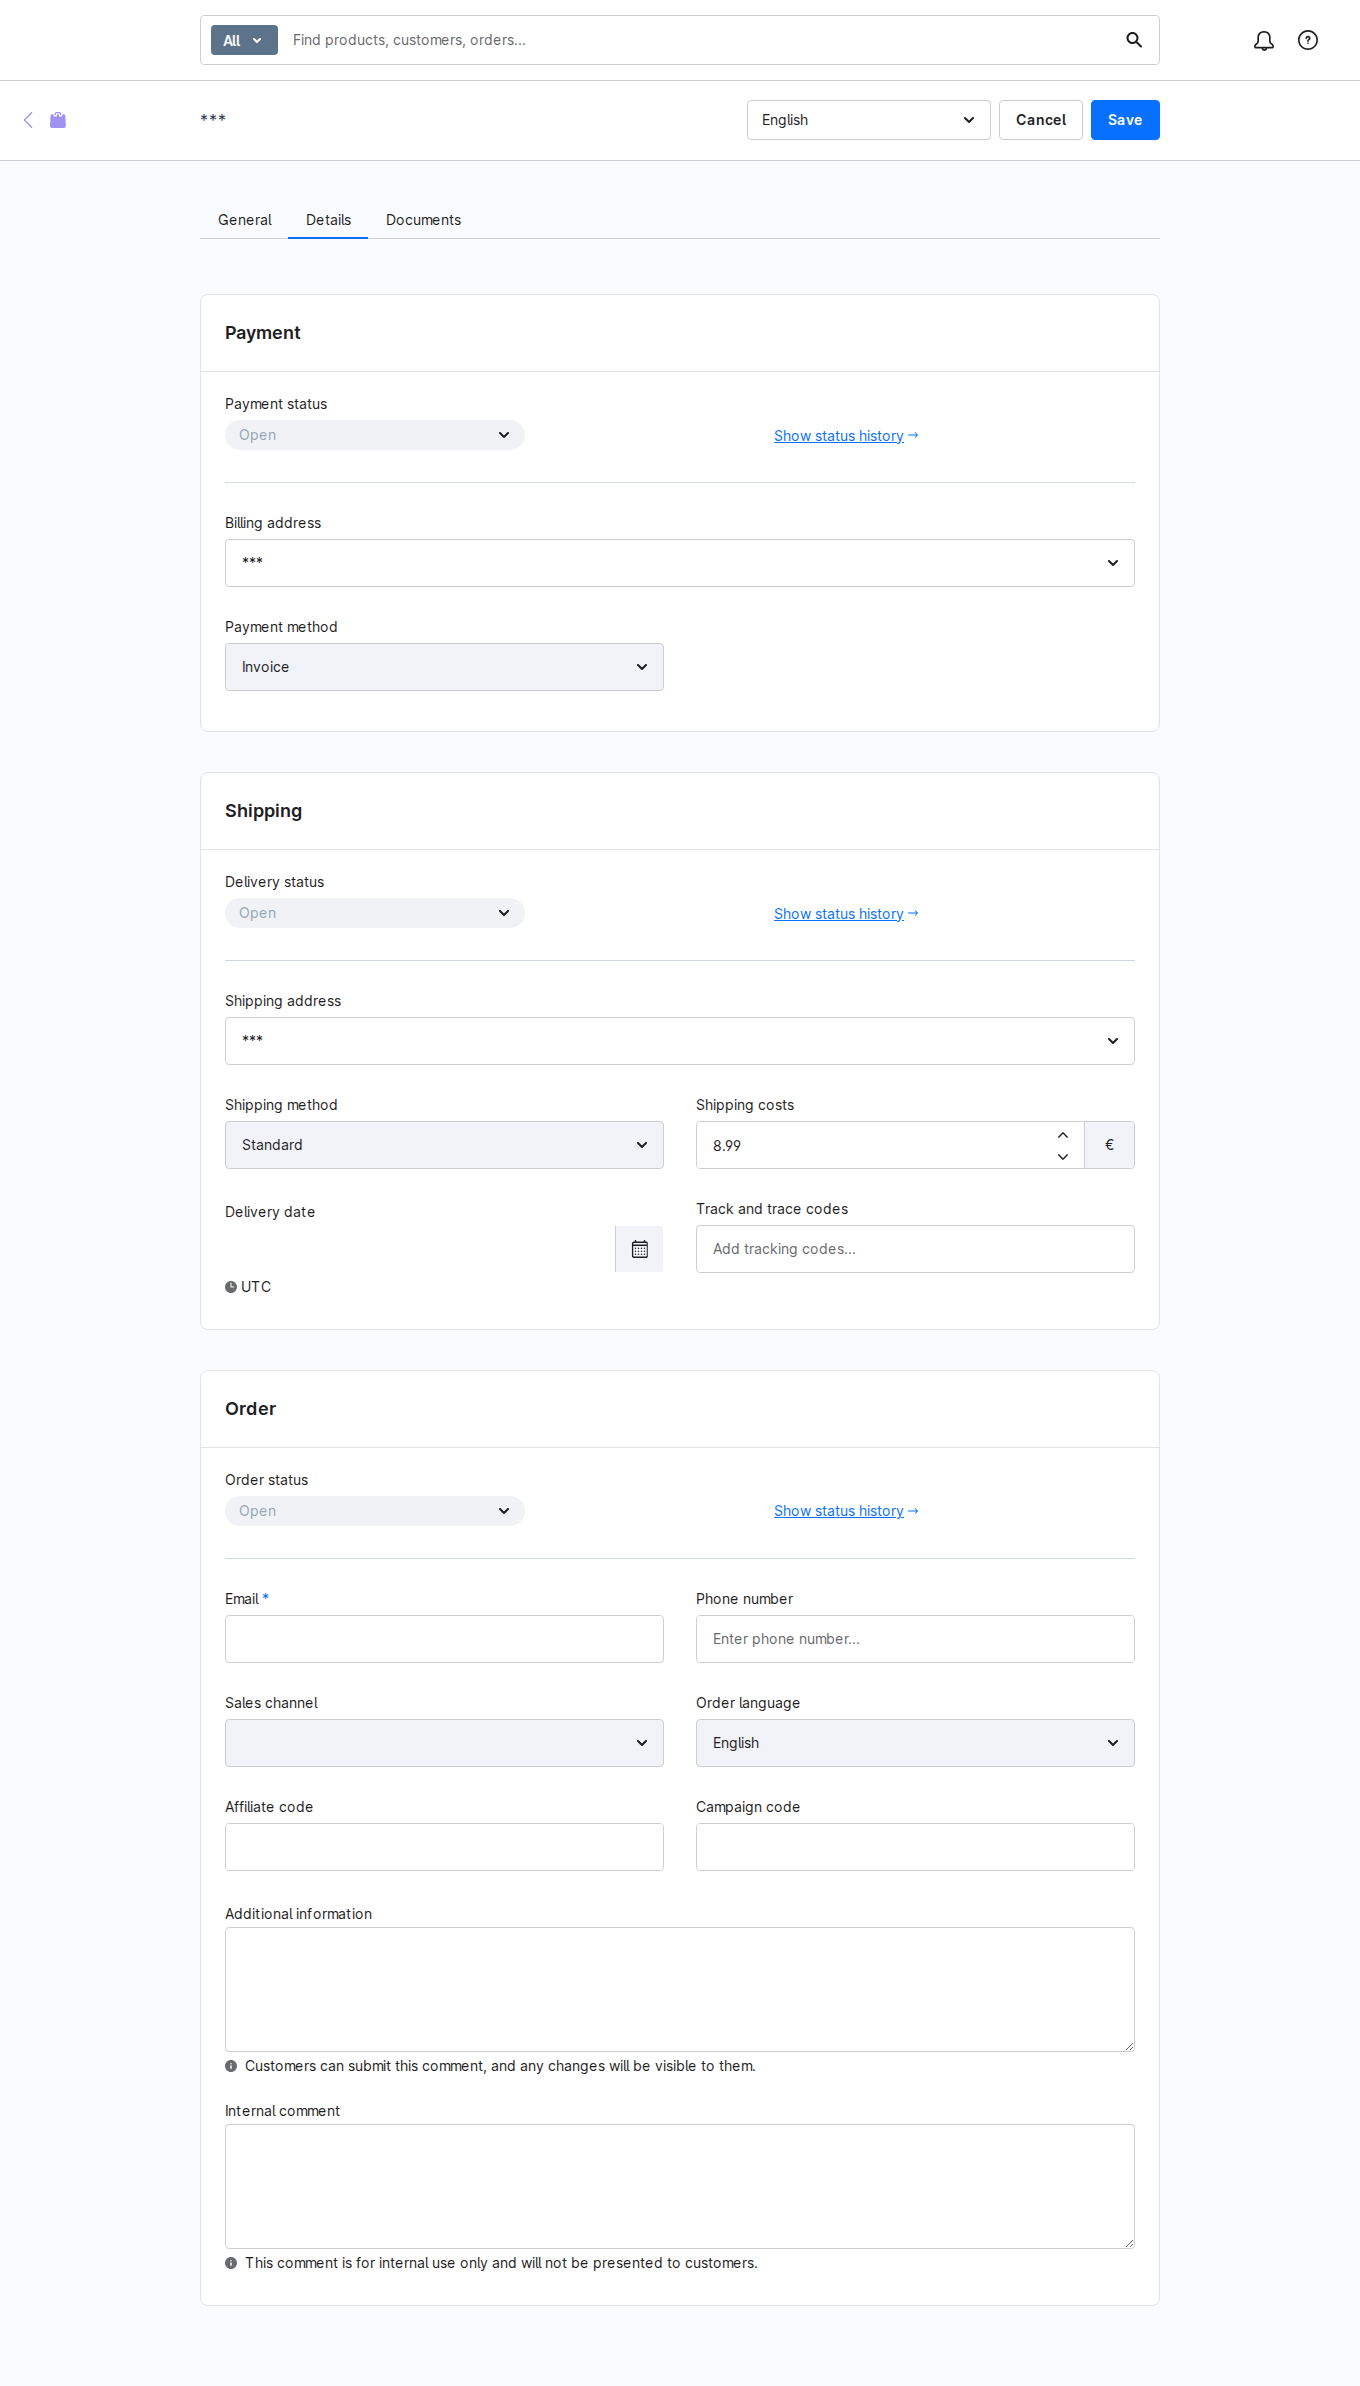 All
Find products, customers, orders...
***
English
Cancel
Save
General
Details
Documents
Payment
Payment status
Open
Show status history
Billing address
***
Payment method
Invoice
Shipping
Delivery status
Open
Show status history
Shipping address
***
Shipping method
Shipping costs
Standard
8.99
€
Delivery date
Track and trace codes
Add tracking codes...
UTC
Order
Order status
Open
Show status history
Email *
Phone number
Enter phone number...
Sales channel
Order language
English
Affiliate code
Campaign code
Additional information
Customers can submit this comment, and any changes will be visible to them.
Internal comment
This comment is for internal use only and will not be presented to customers.